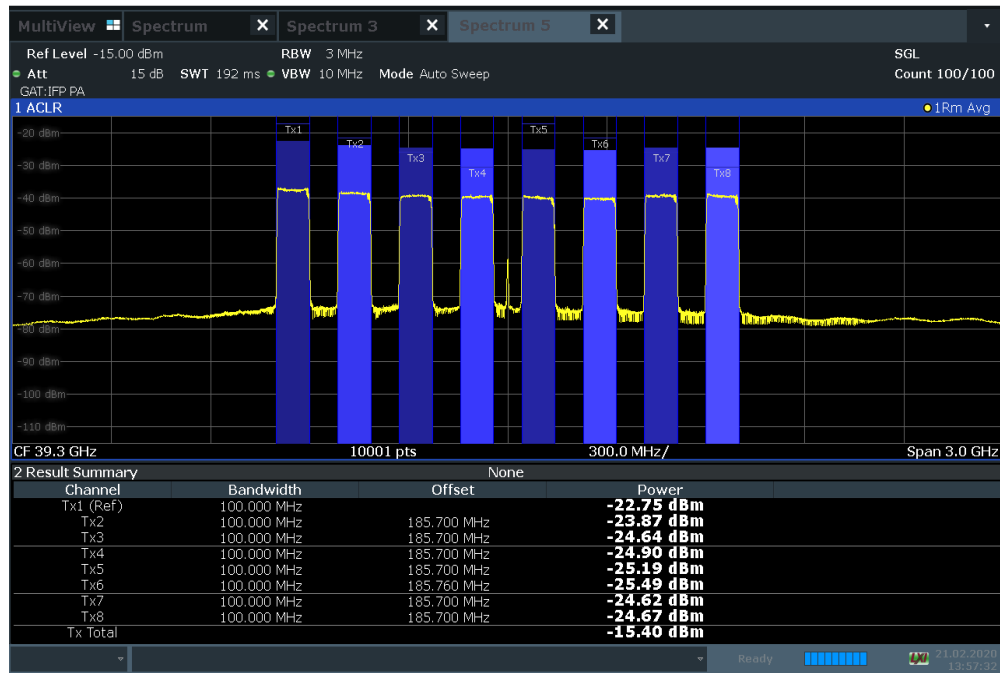 MultiView Spectrum X Spectrum 3 X Spectrum 5 X
Ref Level -15.00 dBm RBW 3 MHz SGL
Att 15 dB SWT 192 ms VBW 10 MHz Mode Auto Sweep Count 100/100
GAT:IFP PA
1 ACLR 1Rm Avg
-20 dBm
Tx1 Tx5
Tx2 Tx6
Tx3 Tx7
-30 dBm
Tx4 Tx8
-40 dBm
-50 dBm
-60 dBm
-70 dBm
-80 dBm
-90 dBm
-100 dBm
-110 dBm
CF 39.3 GHz 10001 pts 300.0 MHz/ Span 3.0 GHz
2 Result Summary None
Channel Bandwidth Offset Power
Tx1 (Ref) 100.000 MHz -22.75 dBm
Tx2 100.000 MHz 185.700 MHz -23.87 dBm
Tx3 100.000 MHz 185.700 MHz -24.64 dBm
Tx4 100.000 MHz 185.700 MHz -24.90 dBm
Tx5 100.000 MHz 185.700 MHz -25.19 dBm
Tx6 100.000 MHz 185.760 MHz -25.49 dBm
Tx7 100.000 MHz 185.700 MHz -24.62 dBm
Tx8 100.000 MHz 185.700 MHz -24.67 dBm
Tx Total -15.40 dBm
Ready LXI 21.02.2020
13:57:32